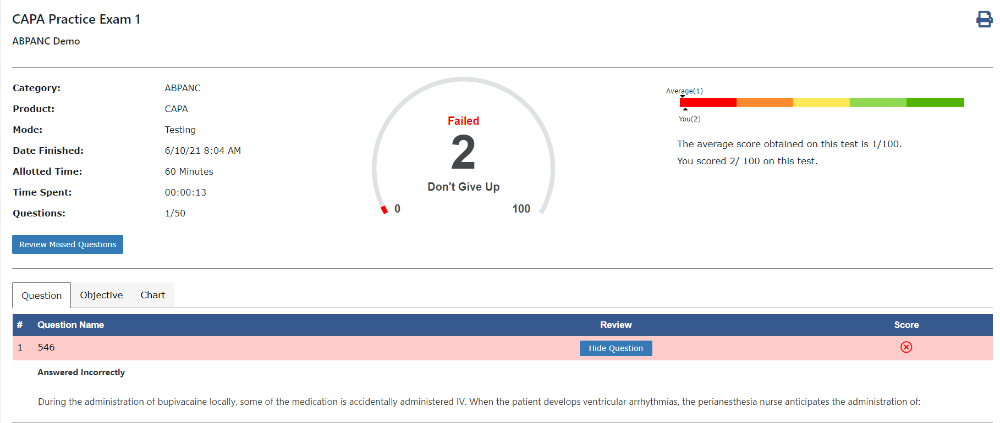 CAPA Practice Exam 1
ABPANC Demo
Category: ABPANC
Product: CAPA
Mode: Testing
Date Finished: 6/10/21 8:04 AM
Allotted Time: 60 Minutes
Time Spent: 00:00:13
Questions: 1/50
Review Missed Questions
Failed
2
Don't Give Up
0 100
Average(1)
You(2)
The average score obtained on this test is 1/100.
You scored 2/ 100 on this test.
Question Objective Chart
# Question Name Review Score
1 546 Hide Question
Answered Incorrectly
During the administration of bupivacaine locally, some of the medication is accidentally administered IV. When the patient develops ventricular arrhythmias, the perianesthesia nurse anticipates the administration of: